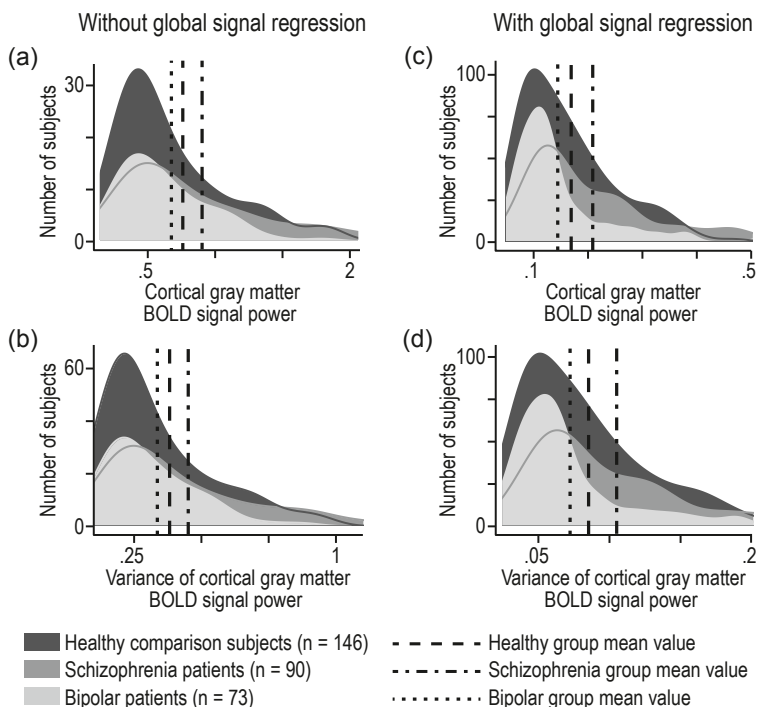 Without global signal regression
With global signal regression
(a)
Number of subjects
30
0
.5
2
Cortical gray matter
BOLD signal power
(c)
Number of subjects
100
0
.1
.5
Cortical gray matter
BOLD signal power
(b)
Number of subjects
60
0
.25
1
Variance of cortical gray matter
BOLD signal power
(d)
Number of subjects
100
0
.05
.2
Variance of cortical gray matter
BOLD signal power
Healthy comparison subjects (n = 146)
Schizophrenia patients (n = 90)
Bipolar patients (n = 73)
Healthy group mean value
Schizophrenia group mean value
Bipolar group mean value